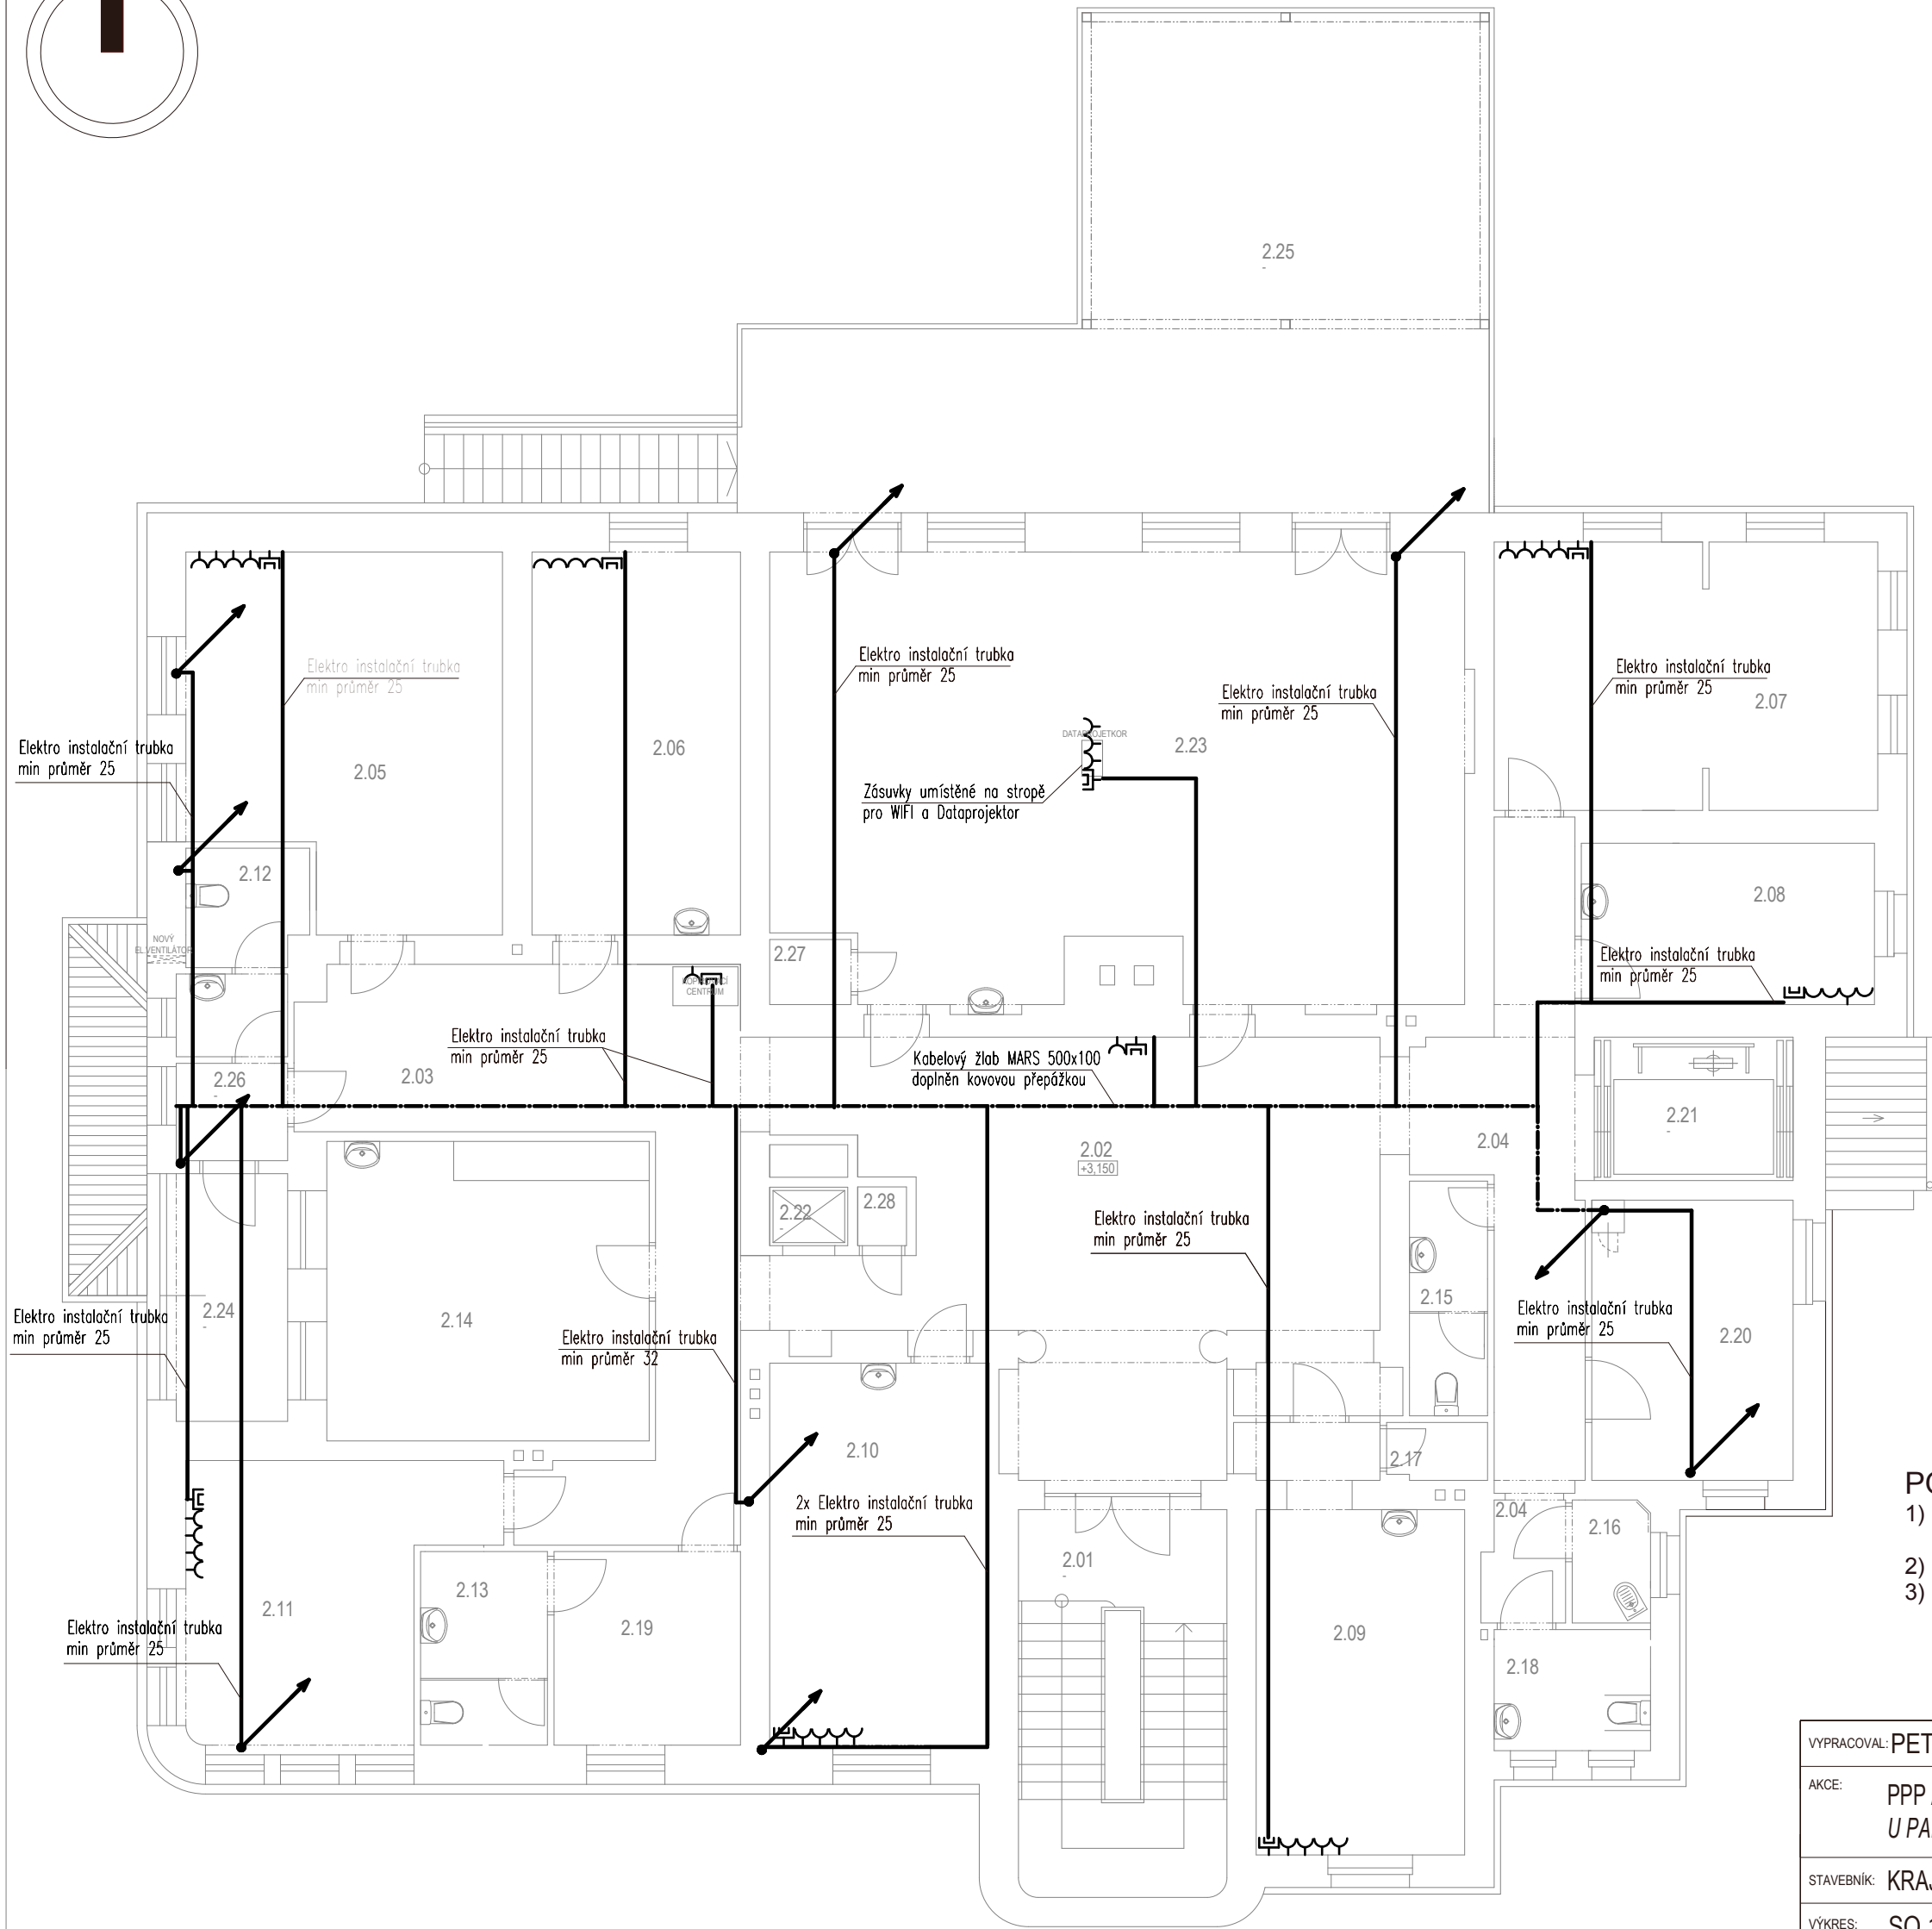 2.25
Elektro instalační trubka
min průměr 25
Elektro instalační trubka
min průměr 25
Elektro instalační trubka
min průměr 25
Elektro instalační trubka
min průměr 25
2.07
Elektro instalační trubka
min průměr 25
2.05
2.06
DATAPROJETKOR
2.23
Zásuvky umístěné na stropě
pro WIFI a Dataprojektor
2.12
2.08
NOVÝ
EL.VENTILÁTOR
2.27
Elektro instalační trubka
min průměr 25
KOPÍROVACÍ
CENTRUM
Elektro instalační trubka
min průměr 25
Kabelový žlab MARS 500x100
doplněn kovovou přepážkou
2.26
2.03
2.21
2.04
2.02
+3,150
2.22
2.28
Elektro instalační trubka
min průměr 25
2.24
2.14
2.15
Elektro instalační trubka
min průměr 25
Elektro instalační trubka
min průměr 32
Elektro instalační trubka
min průměr 25
2.20
2.10
2.17
2x Elektro instalační trubka
min průměr 25
2.04
2.16
1)
2)
3)
2.01
2.13
2.11
2.19
2.09
Elektro instalační trubka
min průměr 25
2.18
VYPRACOVAL: PET
AKCE: PPP
U PA
STAVEBNÍK: KRAJ
VÝKRES: SO